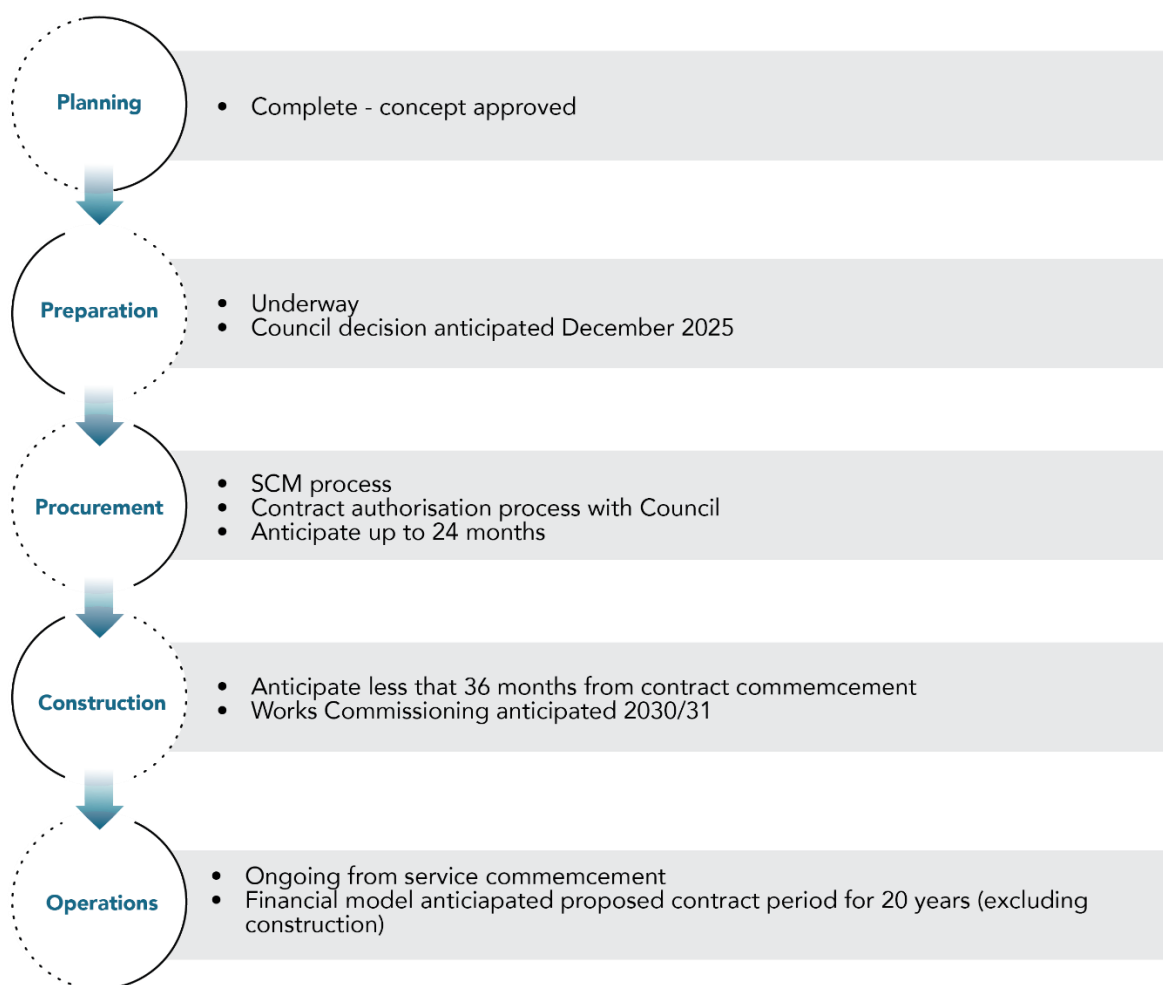 Planning
• Complete - concept approved
Preparation
• Underway
• Council decision anticipated December 2025
Procurement
• SCM process
• Contract authorisation process with Council
• Anticipate up to 24 months
Construction
• Anticipate less that 36 months from contract commemcement
• Works Commissioning anticipated 2030/31
Operations
• Ongoing from service commemcement
• Financial model anticiapated proposed contract period for 20 years (excluding
construction)